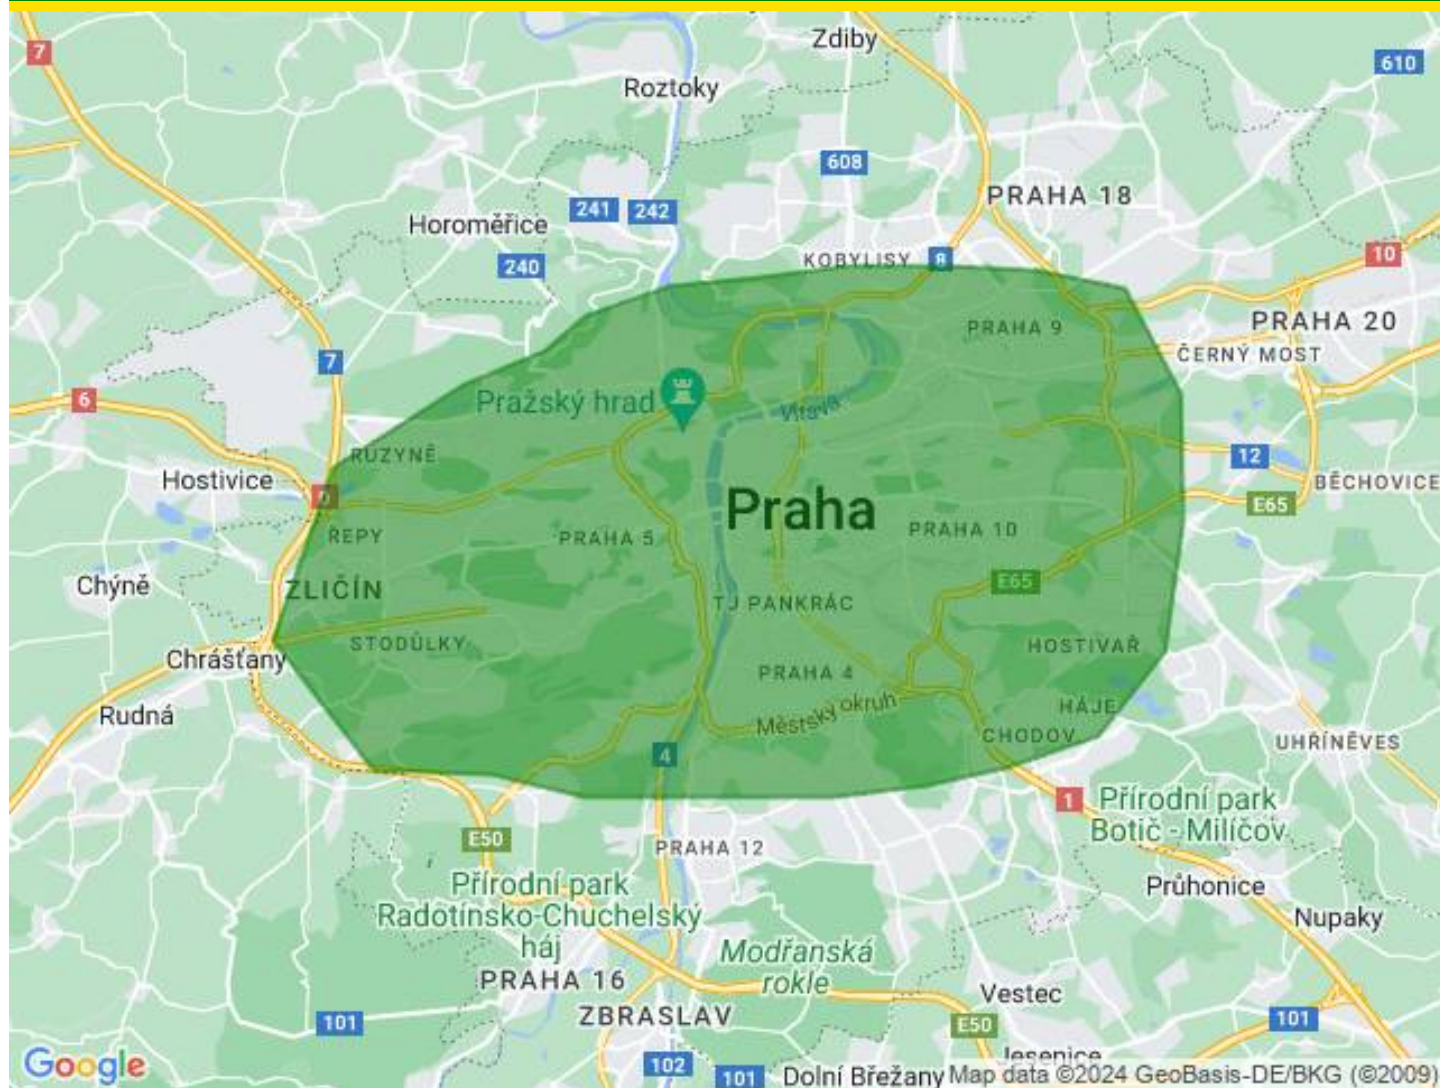 Zdiby
7
610
Roztoky
608
PRAHA 18
241
242
Horoměřice
KOBYLISY
8
10
240
PRAHA 9
PRAHA 20
ČERNÝ MOST
7
6
Pražský hrad
Vltava
RUZYNĚ
12
Hostivice
BĚCHOVICE
Praha
E65
ŘEPY
PRAHA 5
PRAHA 10
Chýně
ZLIČÍN
E65
TJ PANKRÁC
STODŮLKY
HOSTIVAŘ
Chrášťany
PRAHA 4
Rudná
Městský okruh
HÁJE
CHODOV
UHŘÍNĚVES
4
1
Přírodní park
Botič - Milíčov
E50
PRAHA 12
Přírodní park
Radotínsko-Chuchelský
háj
Průhonice
Nupaky
Modřanská
rokle
PRAHA 16
Vestec
ZBRASLAV
101
E50
101
Jesenice
Google
102
101
Dolní Břežany
Map data ©2024 GeoBasis-DE/BKG (©2009)